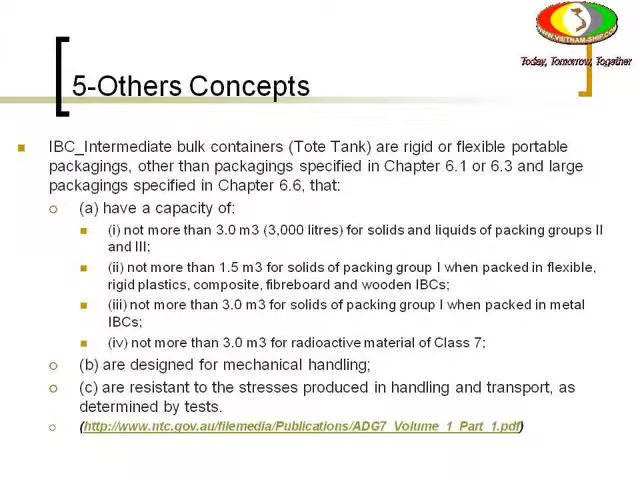 WWW.VIETNAM-SHIP.COM
Today, Tomorrow, Together
5-Others Concepts
IBC_Intermediate bulk containers (Tote Tank) are rigid or flexible portable
packagings, other than packagings specified in Chapter 6.1 or 6.3 and large
packagings specified in Chapter 6.6, that:
(a) have a capacity of:
(i) not more than 3.0 m3 (3,000 litres) for solids and liquids of packing groups II
and III;
(ii) not more than 1.5 m3 for solids of packing group I when packed in flexible,
rigid plastics, composite, fibreboard and wooden IBCs;
(iii) not more than 3.0 m3 for solids of packing group I when packed in metal
IBCs;
(iv) not more than 3.0 m3 for radioactive material of Class 7;
(b) are designed for mechanical handling;
(c) are resistant to the stresses produced in handling and transport, as
determined by tests.
(http://www.ntc.gov.au/filemedia/Publications/ADG7_Volume_1_Part_1.pdf)